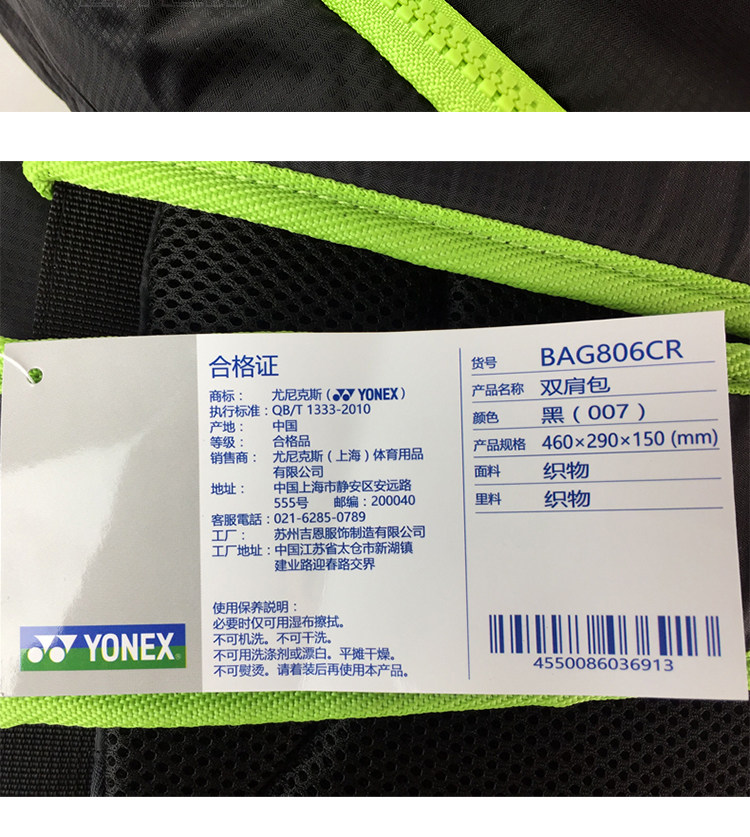 合格证
商标： 尤尼克斯（YONEX）
执行标准：QB/T 1333-2010
产地： 中国
等级： 合格品
销售商： 尤尼克斯（上海）体育用品
有限公司
地址： 中国上海市静安区安远路
555号 邮编：200040
客服電話：021-6285-0789
工厂： 苏州吉恩服饰制造有限公司
工厂地址：中国江苏省太仓市新湖镇
建业路迎春路交界
使用保养説明：
必要时仅可用湿布擦拭。
不可机洗。不可干洗。
不可用洗涤剂或漂白。平摊干燥。
不可熨烫。请着装后再使用本产品。
货号 BAG806CR
产品名称 双肩包
颜色 黑（007）
产品规格 460×290×150 (mm)
面料 织物
里料 织物
4550086036913
YONEX